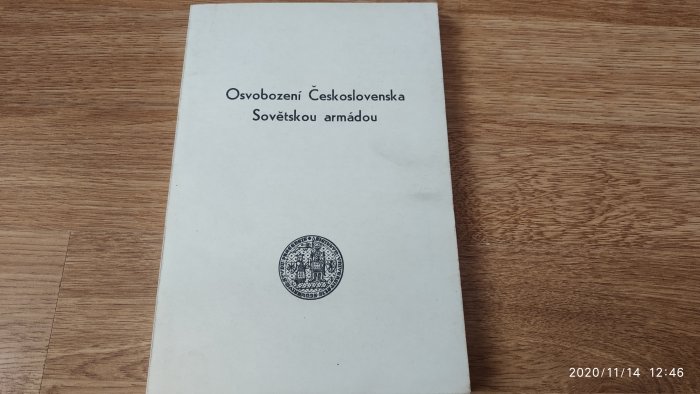 Osvobození Československa
Sovětskou armádou
2020/11/14 12:46